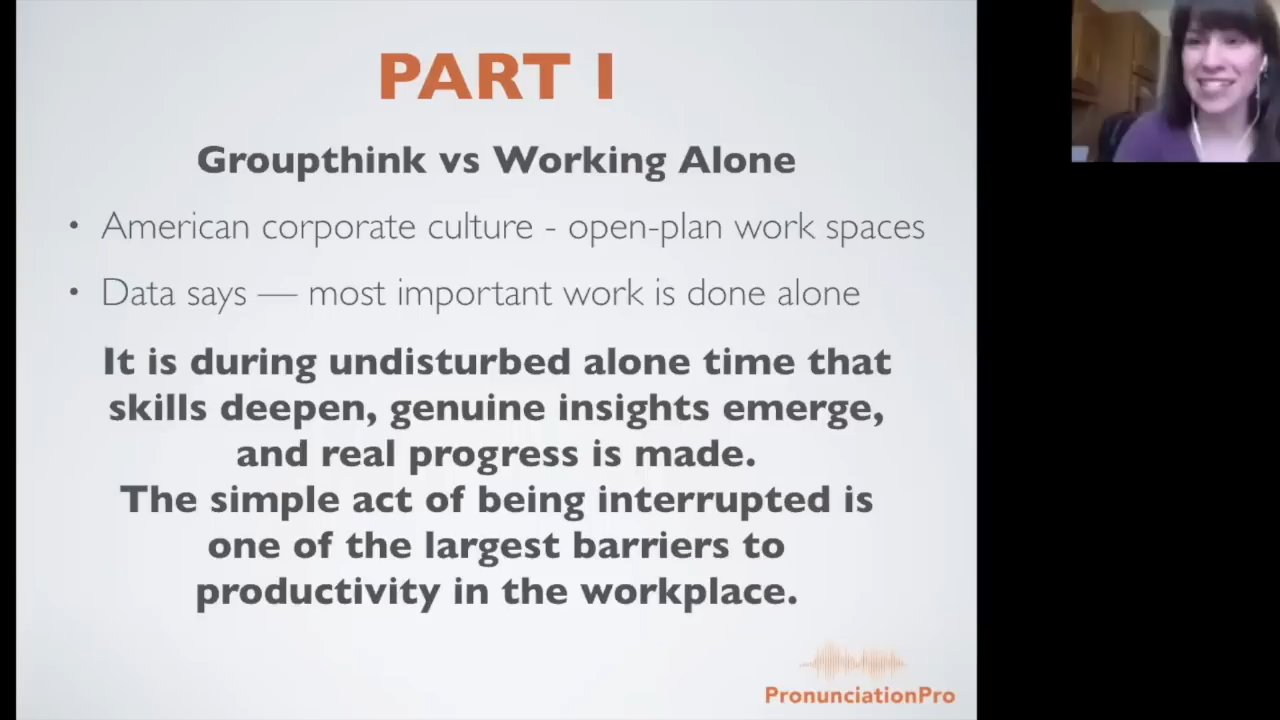 PART I
Groupthink vs Working Alone
• American corporate culture - open-plan work spaces
• Data says — most important work is done alone
It is during undisturbed alone time that
skills deepen, genuine insights emerge,
and real progress is made.
The simple act of being interrupted is
one of the largest barriers to
productivity in the workplace.
PronunciationPro